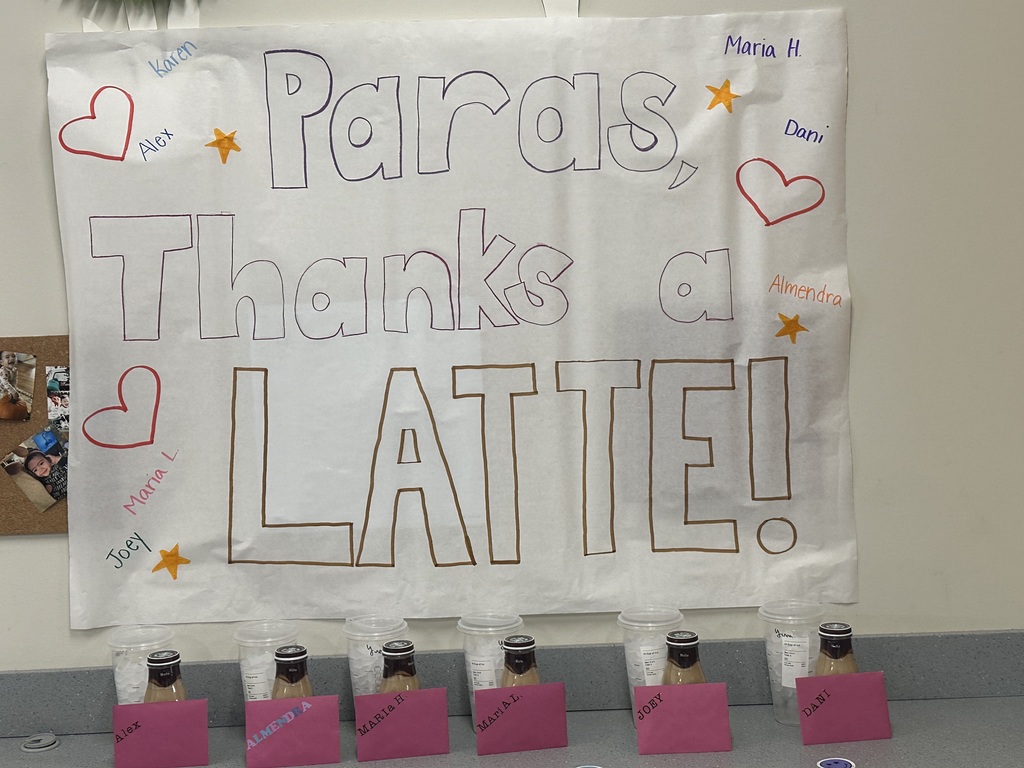 Karen
Maria H.
Alex
Dani
Paras,
Thanks a
Almendra
LATTE!
Maria L.
Joey
Alex
ALMENDRA
MARIa H
MariA L.
JOEY
DANI